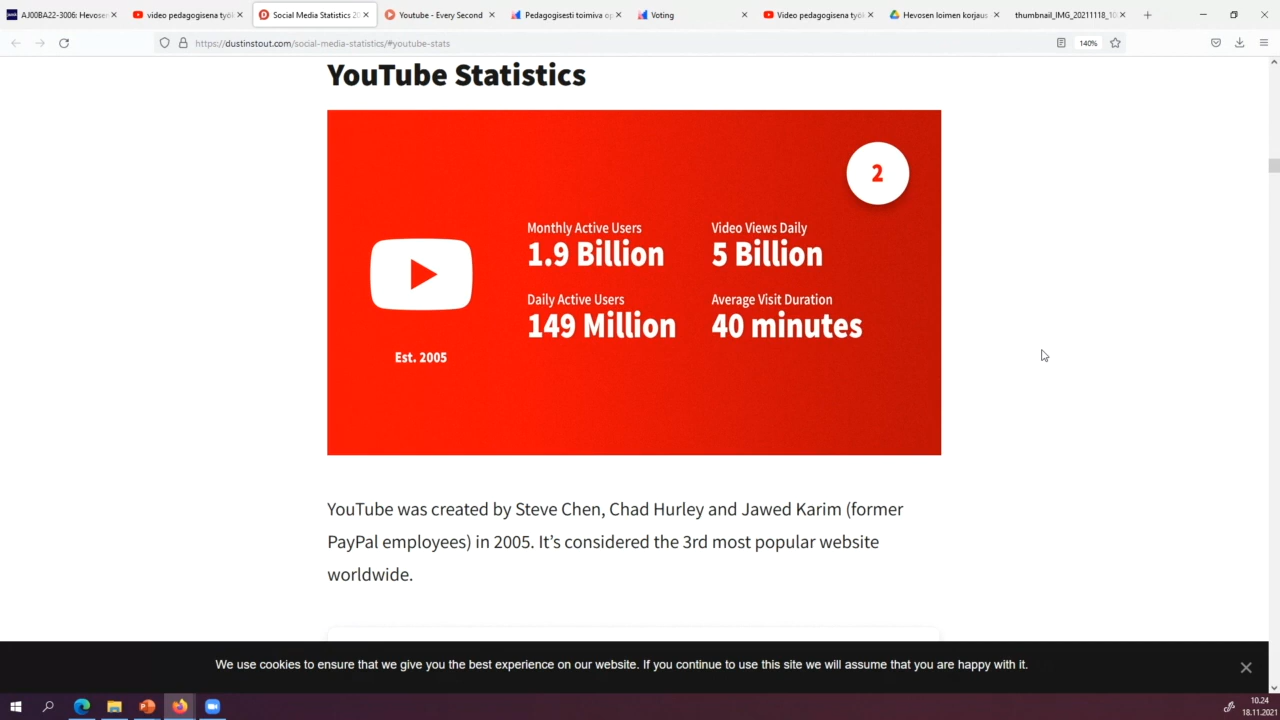 AJ00BA22-3006: Hevoser
video pedagogisena työki
Social Media Statistics 20
Youtube - Every Second
Pedagogisesti toimiva op
Voting
Video pedagogisena työki
Hevosen loimen korjaus
thumbnail_IMG_20211118_10
https://dustinstout.com/social-media-statistics/#youtube-stats
140%
YouTube Statistics
2
Monthly Active Users
1.9 Billion
Video Views Daily
5 Billion
Daily Active Users
149 Million
Average Visit Duration
40 minutes
Est. 2005
YouTube was created by Steve Chen, Chad Hurley and Jawed Karim (former
PayPal employees) in 2005. It’s considered the 3rd most popular website
worldwide.
We use cookies to ensure that we give you the best experience on our website. If you continue to use this site we will assume that you are happy with it.
10.24
18.11.2021